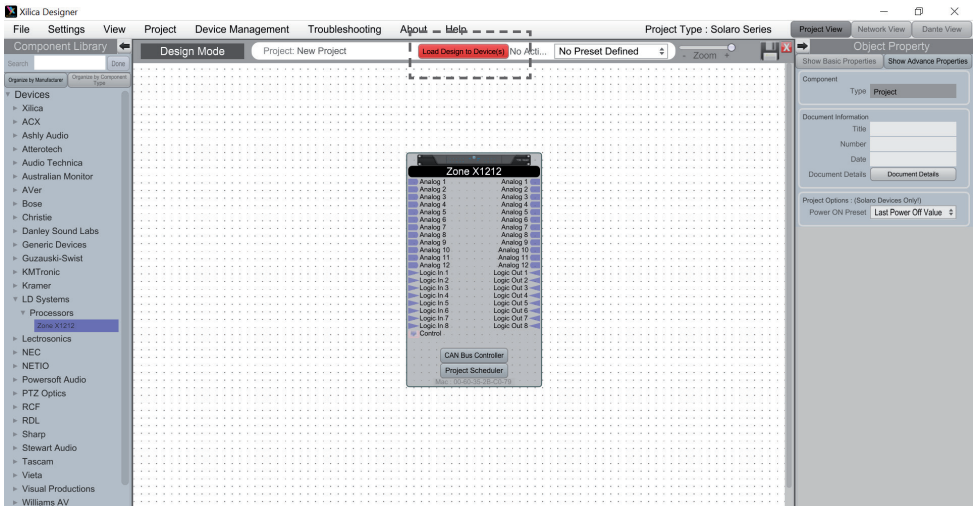 Xilica Designer
File Settings View Project Device Management Troubleshooting About Help Project Type : Solaro Series Project View Network View Dante View
Component Library
Search Done
Organize by Manufacturer Organize by Component Type
Devices
Xilica
ACX
Ashly Audio
Atterotech
Audio Technica
Australian Monitor
AVer
Bose
Christie
Danley Sound Labs
Generic Devices
Guzauski-Swist
KMTronic
Kramer
LD Systems
Processors
Zone X1212
Lectrosonics
NEC
NETIO
Powersoft Audio
PTZ Optics
RCF
RDL
Sharp
Stewart Audio
Tascam
Vieta
Visual Productions
Williams AV
Design Mode Project: New Project Load Design to Device(s) No Acti... No Preset Defined - Zoom + X
Zone X1212
Analog 1 Analog 1
Analog 2 Analog 2
Analog 3 Analog 3
Analog 4 Analog 4
Analog 5 Analog 5
Analog 6 Analog 6
Analog 7 Analog 7
Analog 8 Analog 8
Analog 9 Analog 9
Analog 10 Analog 10
Analog 11 Analog 11
Analog 12 Analog 12
Logic In 1 Logic Out 1
Logic In 2 Logic Out 2
Logic In 3 Logic Out 3
Logic In 4 Logic Out 4
Logic In 5 Logic Out 5
Logic In 6 Logic Out 6
Logic In 7 Logic Out 7
Logic In 8 Logic Out 8
Control
CAN Bus Controller
Project Scheduler
Object Property
Show Basic Properties Show Advance Properties
Component
Type Project
Document Information
Title
Number
Date
Document Details Document Details
Project Options : (Solaro Devices Only!)
Power ON Preset Last Power Off Value